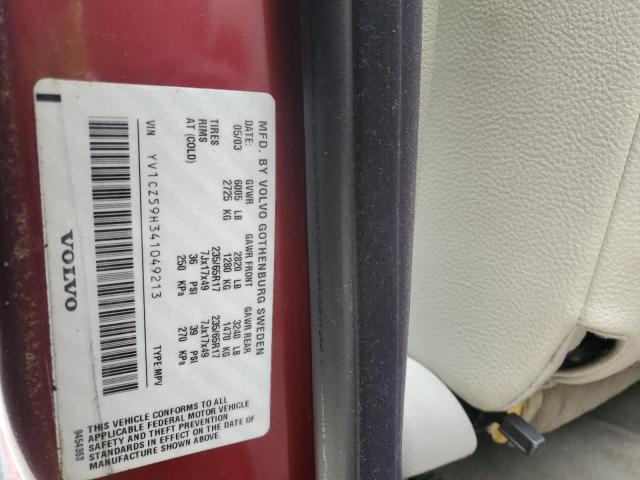 MFD. BY VOLVO GOTHENBURG SWEDEN
DATE: GVWR GAWR FRONT GAWR REAR
05/03 6005 LB 2820 LB 3240 LB
2725 KG 1280 KG 1470 KG
TIRES 235/65R17 235/65R17
RIMS 7Jx17x49 7Jx17x49
AT (COLD) 36 PSI 39 PSI
250 KPa 270 KPa
THIS VEHICLE CONFORMS TO ALL
APPLICABLE FEDERAL MOTOR VEHICLE
SAFETY AND THEFT PREVENTION
STANDARDS IN EFFECT ON THE DATE OF
MANUFACTURE SHOWN ABOVE.
VIN YV1CZ59H341049213 TYPE MPV
VOLVO
9454363